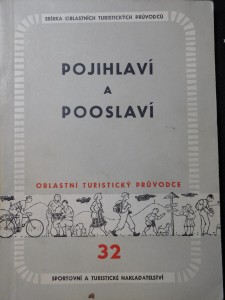 SBÍRKA OBLASTNÍCH TURISTICKÝCH PRŮVODCŮ
POJIHLAVÍ
A
POOSLAVÍ
OBLASTNÍ TURISTICKÝ PRŮVODCE
32
SPORTOVNÍ A TURISTICKÉ NAKLADATELSTVÍ